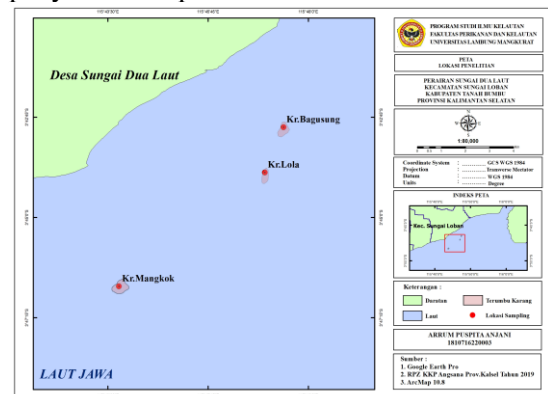 Desa Sungai Dua Laut
Kr.Bagusung
Kr.Lola
Kr.Mangkok
LAUT JAWA
PROGRAM STUDI ILMU KELAUTAN
FAKULTAS PERIKANAN DAN KELAUTAN
UNIVERSITAS LAMBUNG MANGKURAT
PETA
LOKASI PENELITIAN
PERAIRAN SUNGAI DUA LAUT
KECAMATAN SUNGAI LOBAN
KABUPATEN TANAH BUMBU
PROVINSI KALIMANTAN SELATAN
1:80,000
Coordinate System : ............ GCS WGS 1984
Projection : ............ Transverse Mectator
Datum : ............ WGS 1984
Units : ............ Degree
INDEKS PETA
Kec. Sungai Loban
Keterangan :
Daratan
Terumbu Karang
Laut
Lokasi Sampling
ARRUM PUSPITA ANJANI
1810716220003
Sumber :
1. Google Earth Pro
2. RPZ KKP Angsana Prov.Kalsel Tahun 2019
3. ArcMap 10.8